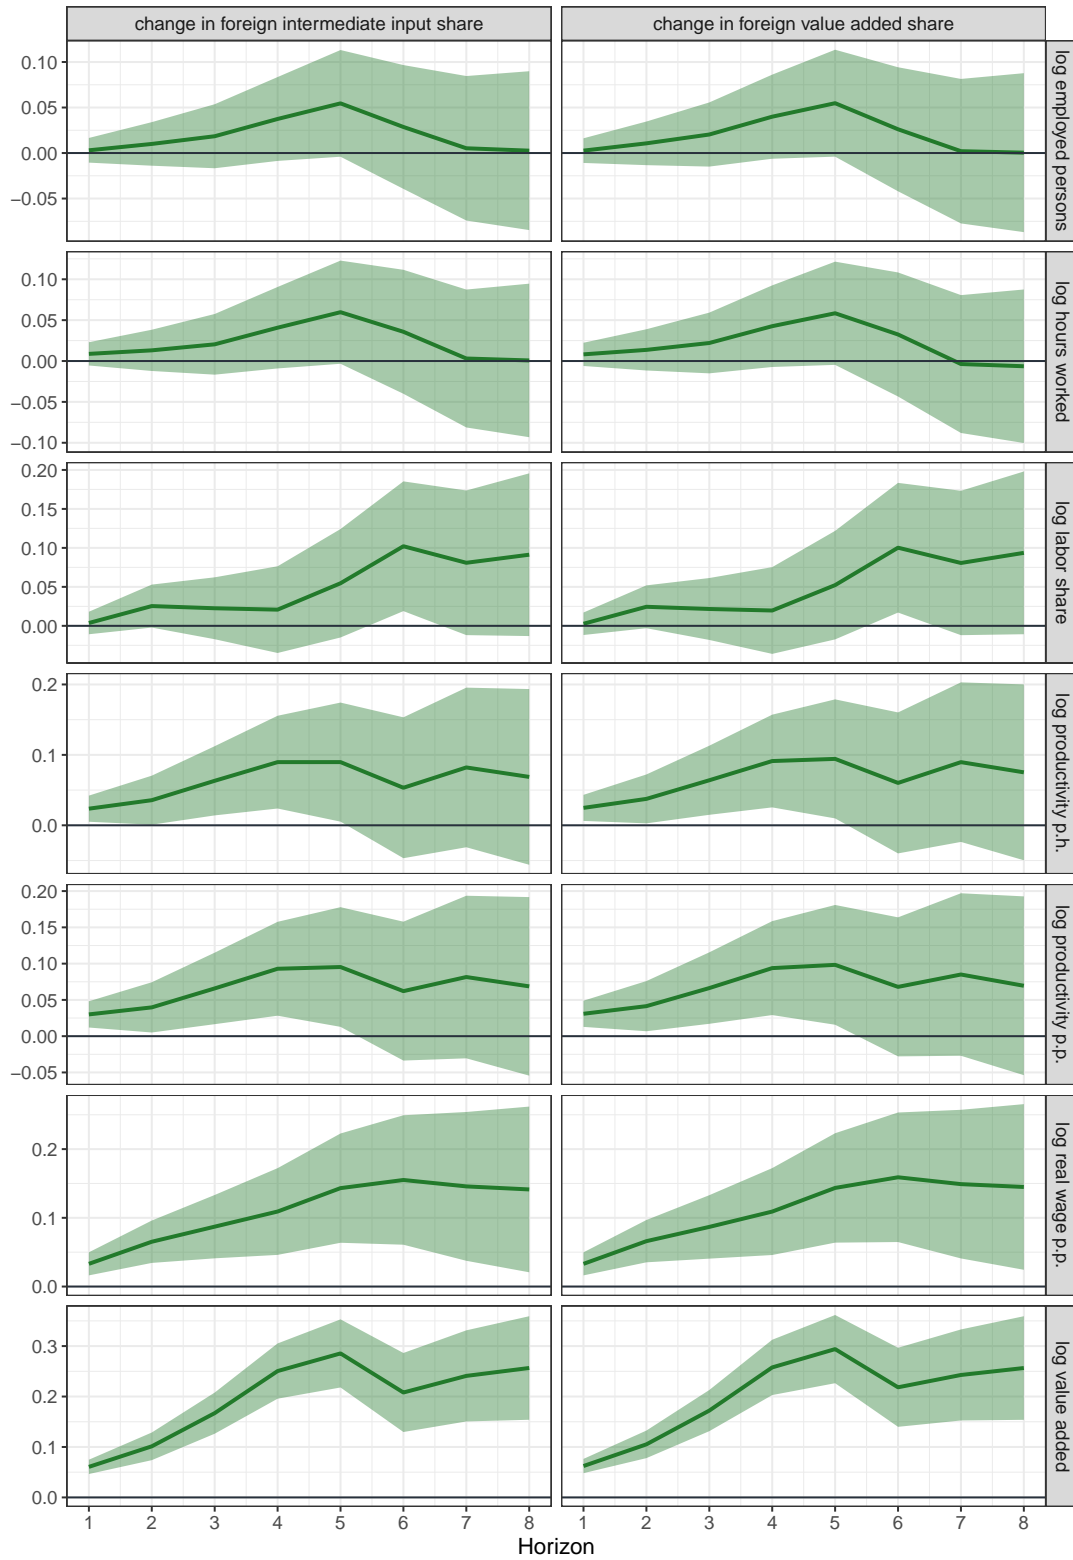 change in foreign intermediate input share
change in foreign value added share
0.10
0.05
0.00
−0.05
log employed persons
0.10
0.05
0.00
−0.05
−0.10
log hours worked
0.20
0.15
0.10
0.05
0.00
log labor share
0.2
0.1
0.0
log productivity p.h.
0.20
0.15
0.10
0.05
0.00
−0.05
log productivity p.p.
0.2
0.1
0.0
log real wage p.p.
0.3
0.2
0.1
0.0
log value added
1 2 3 4 5 6 7 8
1 2 3 4 5 6 7 8
Horizon